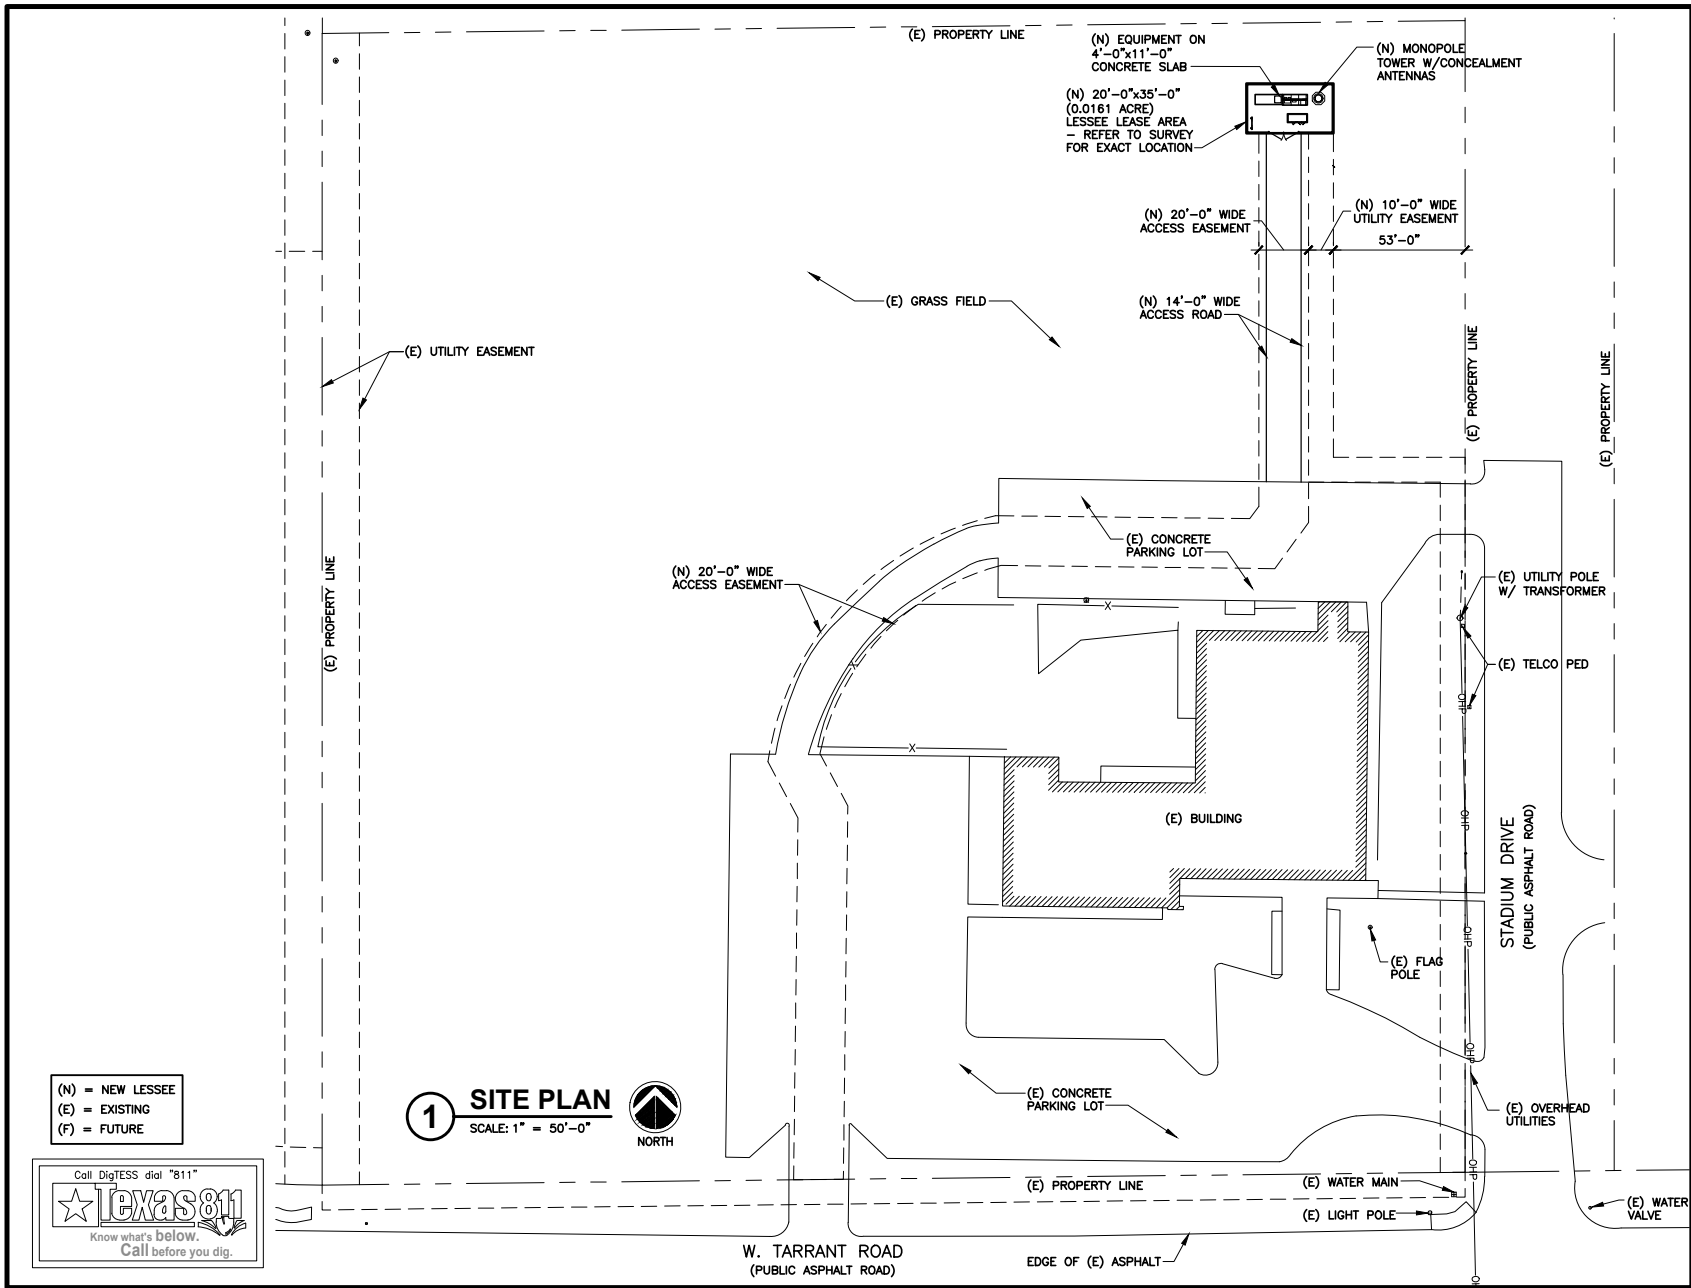 (E) PROPERTY LINE
(N) EQUIPMENT ON
4'-0"x11'-0"
CONCRETE SLAB
(N) MONOPOLE
TOWER W/CONCEALMENT
ANTENNAS
(N) 20'-0"x35'-0"
(0.0161 ACRE)
LESSEE LEASE AREA
- REFER TO SURVEY
FOR EXACT LOCATION
(N) 20'-0" WIDE
ACCESS EASEMENT
(N) 10'-0" WIDE
UTILITY EASEMENT
53'-0"
(E) GRASS FIELD
(N) 14'-0" WIDE
ACCESS ROAD
(E) UTILITY EASEMENT
(E) PROPERTY LINE
(E) PROPERTY LINE
(E) PROPERTY LINE
(E) CONCRETE
PARKING LOT
(N) 20'-0" WIDE
ACCESS EASEMENT
(E) UTILITY POLE
W/ TRANSFORMER
X
(E) TELCO PED
X
OHP
X
(E) BUILDING
OHP
STADIUM DRIVE
(PUBLIC ASPHALT ROAD)
OHP
(E) FLAG
POLE
OHP
(N) = NEW LESSEE
(E) = EXISTING
(F) = FUTURE
1
SITE PLAN
SCALE: 1" = 50'-0"
NORTH
(E) CONCRETE
PARKING LOT
(E) OVERHEAD
UTILITIES
OHP
Call DigTESS dial "811"
Texas811
Know what's below.
Call before you dig.
(E) PROPERTY LINE
(E) WATER MAIN
(E) LIGHT POLE
(E) WATER
VALVE
W. TARRANT ROAD
(PUBLIC ASPHALT ROAD)
EDGE OF (E) ASPHALT